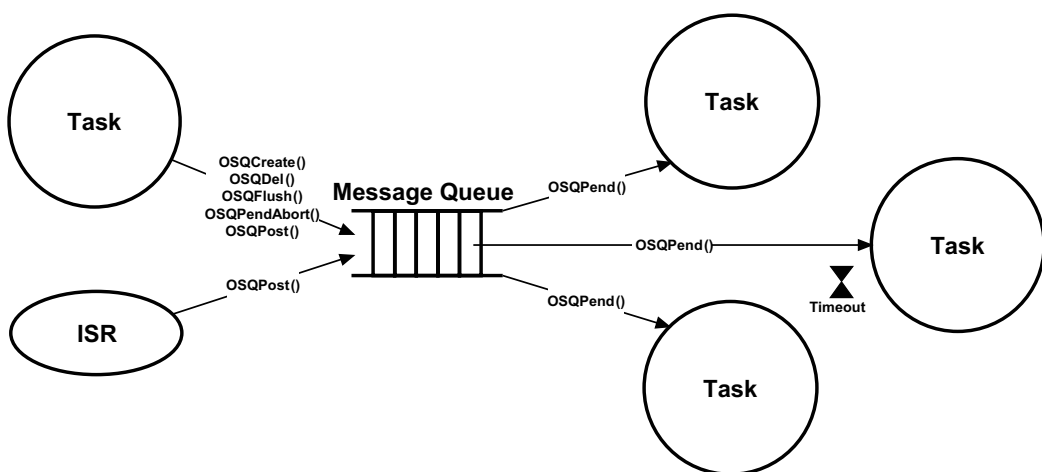 Task
OSQCreate()
OSQDel()
OSQFlush()
OSQPendAbort()
OSQPost()
OSQPost()
ISR
Message Queue
OSQPend()
Task
OSQPend()
Task
Timeout
OSQPend()
Task